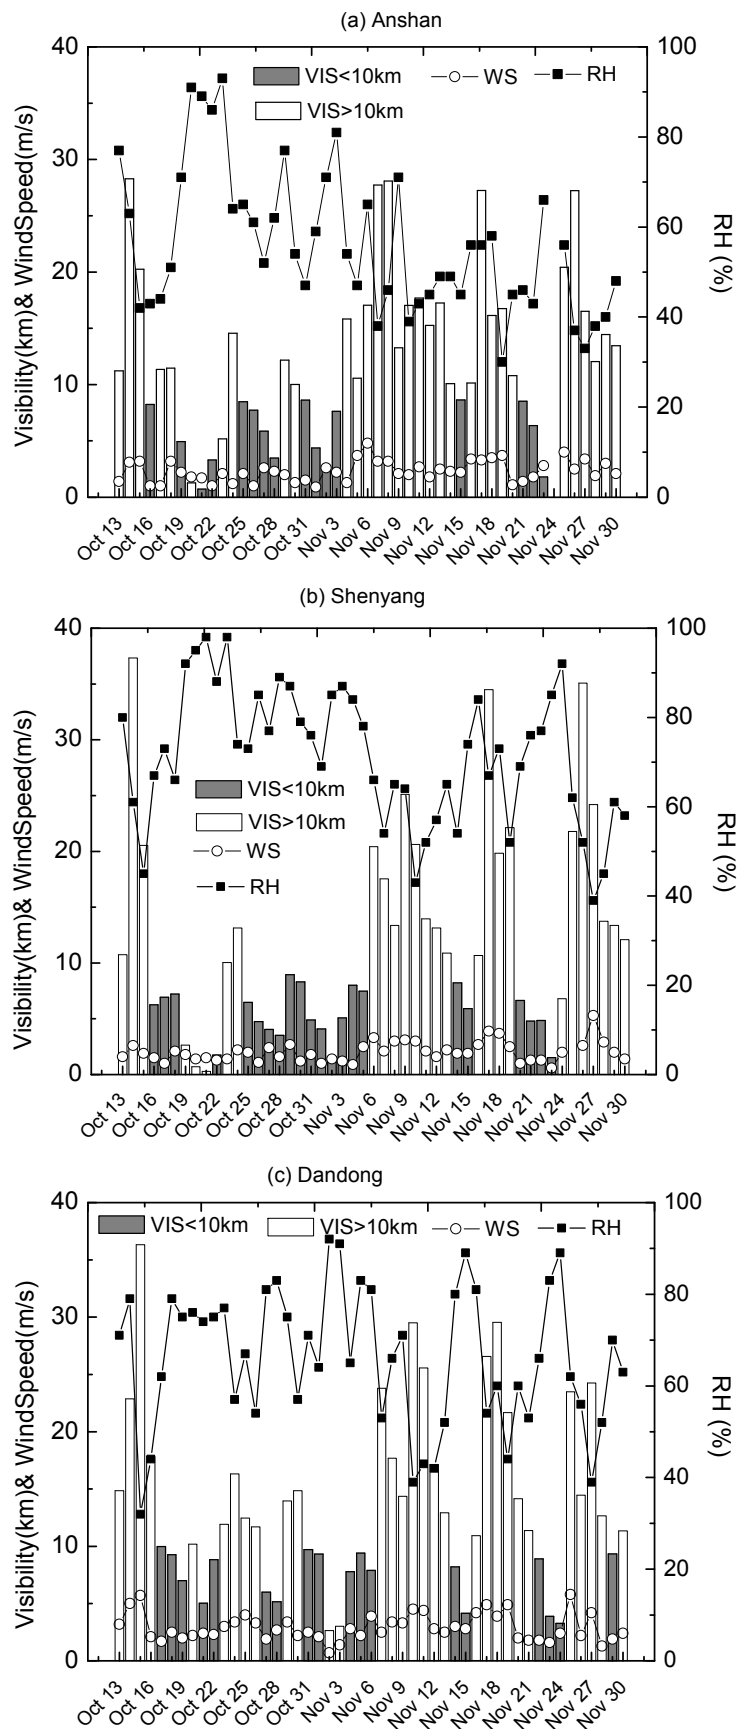 (a) Anshan
40
30
20
10
0
100
80
60
40
20
0
Visibility(km)& WindSpeed(m/s)
RH (%)
VIS<10km
WS
RH
VIS>10km
Oct 13
Oct 16
Oct 19
Oct 22
Oct 25
Oct 28
Oct 31
Nov 3
Nov 6
Nov 9
Nov 12
Nov 15
Nov 18
Nov 21
Nov 24
Nov 27
Nov 30
(b) Shenyang
40
30
20
10
0
100
80
60
40
20
0
Visibility(km)& WindSpeed(m/s)
RH (%)
VIS<10km
VIS>10km
WS
RH
Oct 13
Oct 16
Oct 19
Oct 22
Oct 25
Oct 28
Oct 31
Nov 3
Nov 6
Nov 9
Nov 12
Nov 15
Nov 18
Nov 21
Nov 24
Nov 27
Nov 30
(c) Dandong
40
30
20
10
0
100
80
60
40
20
0
Visibility(km)& WindSpeed(m/s)
RH (%)
VIS<10km
VIS>10km
WS
RH
Oct 13
Oct 16
Oct 19
Oct 22
Oct 25
Oct 28
Oct 31
Nov 3
Nov 6
Nov 9
Nov 12
Nov 15
Nov 18
Nov 21
Nov 24
Nov 27
Nov 30